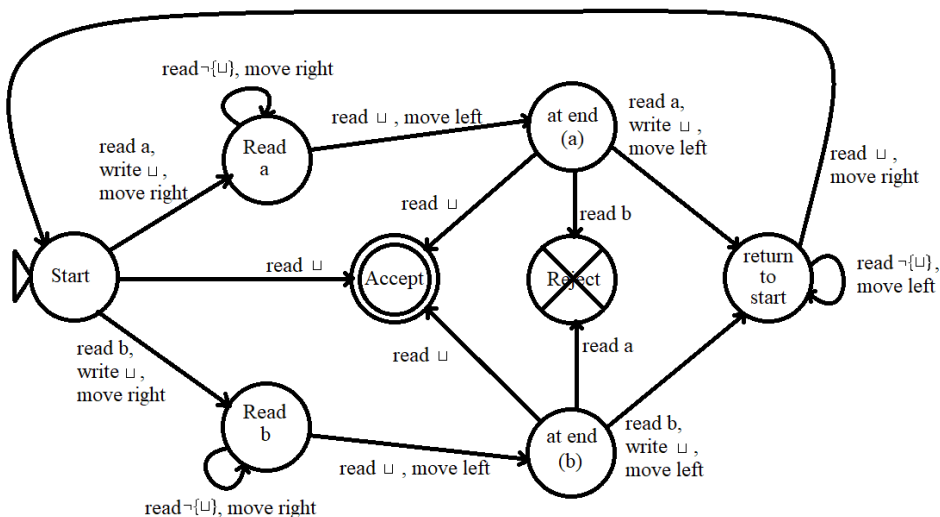 read¬{⊔}, move right
read ⊔ , move left
at end
(a)
read a,
write ⊔ ,
move left
Read
a
read a,
write ⊔ ,
move right
read ⊔ ,
move right
read ⊔
read b
Start
read ⊔
Accept
Reject
return
to
start
read¬{⊔},
move left
read b,
write ⊔ ,
move right
read ⊔
read a
Read
b
read ⊔ , move left
at end
(b)
read b,
write ⊔ ,
move left
read¬{⊔}, move right